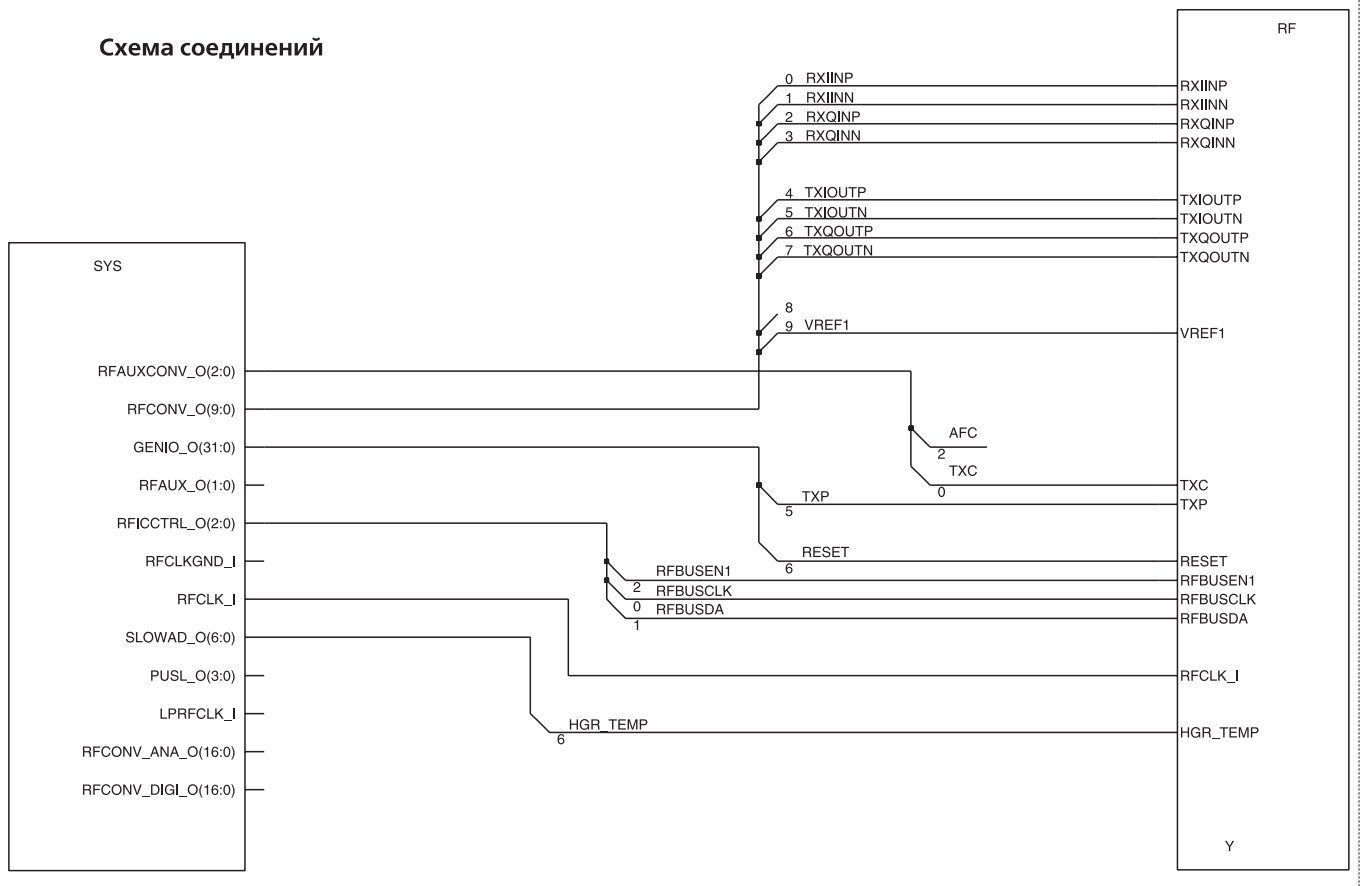 Схема соединений
RF
0 RXIINP
1 RXIINN
2 RXQINP
3 RXQINN
RXIINP
RXIINN
RXQINP
RXQINN
4 TXIOUTP
5 TXIOUTN
6 TXQOUTP
7 TXQOUTN
TXIOUTP
TXIOUTN
TXQOUTP
TXQOUTN
8
9 VREF1
VREF1
SYS
RFAUXCONV_O(2:0)
RFCONV_O(9:0)
GENIO_O(31:0)
RFAUX_O(1:0)
RFICCTRL_O(2:0)
RFCLKGND_I
RFCLK_I
SLOWAD_O(6:0)
PUSL_O(3:0)
LPRFCLK_I
RFCONV_ANA_O(16:0)
RFCONV_DIGI_O(16:0)
AFC
2
TXC
0
TXP
5
RESET
6
RFBUSEN1
2
RFBUSCLK
0
RFBUSDA
1
HGR_TEMP
6
TXC
TXP
RESET
RFBUSEN1
RFBUSCLK
RFBUSDA
RFCLK_I
HGR_TEMP
Y